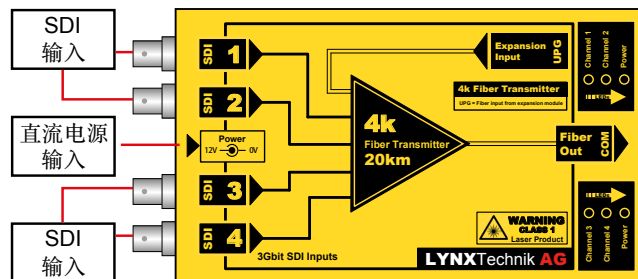 SDI
输入
直流电源
输入
SDI
输入
SDI 1
SDI 2
Power
12V 0V
SDI 3
SDI 4
3Gbit SDI Inputs
4k
Fiber Transmitter
20km
Expansion
Input
UPG
4k Fiber Transmitter
UPG = Fiber input from expansion module
Fiber
Out
COM
WARNING
CLASS 1
Laser Product
LYNXTechnik AG
Channel 1
Channel 2
Power
LEDs
LEDs
Channel 3
Channel 4
Power